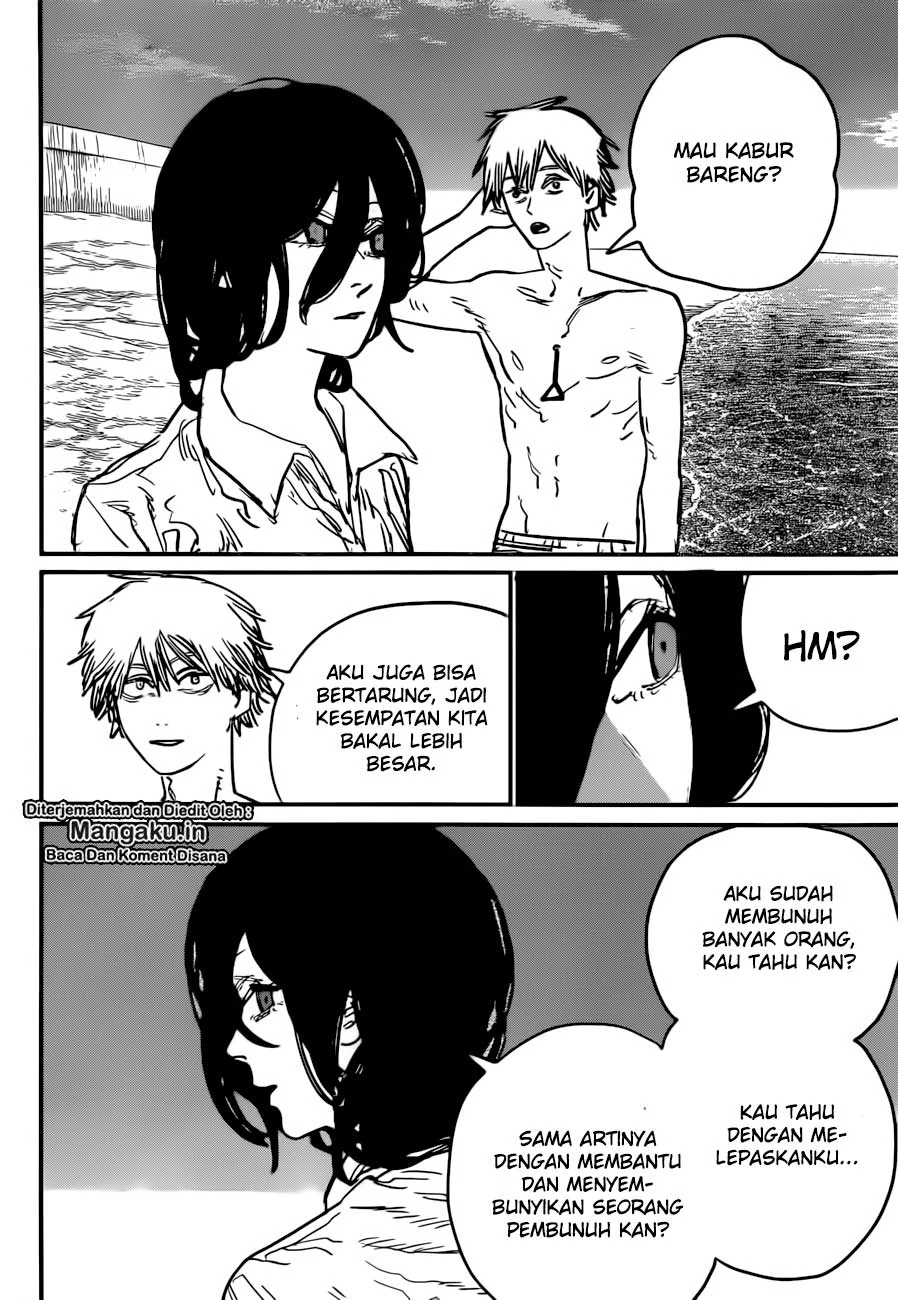 MAU KABUR
BARENG?
HM?
AKU JUGA BISA
BERTARUNG, JADI
KESEMPATAN KITA
BAKAL LEBIH
BESAR.
Diterjemahkan dan Diedit Oleh :
Mangaku.in
Baca Dan Koment Disana
AKU SUDAH
MEMBUNUH
BANYAK ORANG,
KAU TAHU KAN?
KAU TAHU
DENGAN ME-
LEPASKANKU...
SAMA ARTINYA
DENGAN MEMBANTU
DAN MENYEM-
BUNYIKAN SEORANG
PEMBUNUH KAN?